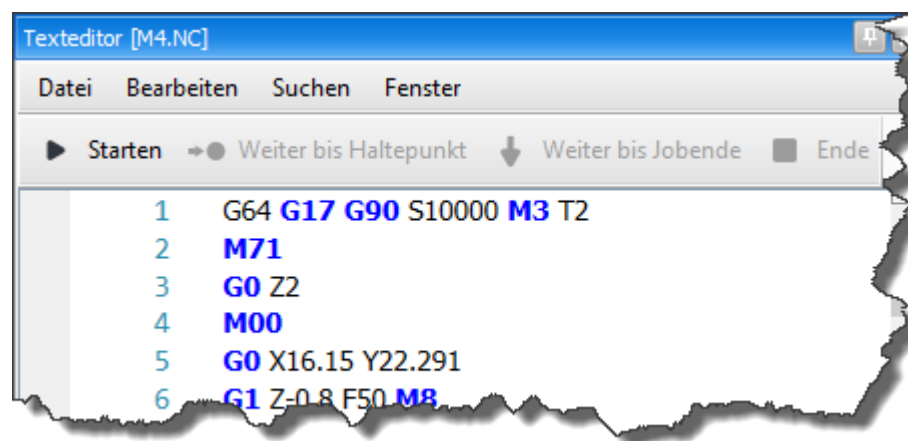 Texteditor [M4.NC]
Datei Bearbeiten Suchen Fenster
Starten Weiter bis Haltepunkt Weiter bis Jobende Ende
1 G64 G17 G90 S10000 M3 T2
2 M71
3 G0 Z2
4 M00
5 G0 X16.15 Y22.291
6 G1 Z-0.8 F50 M8